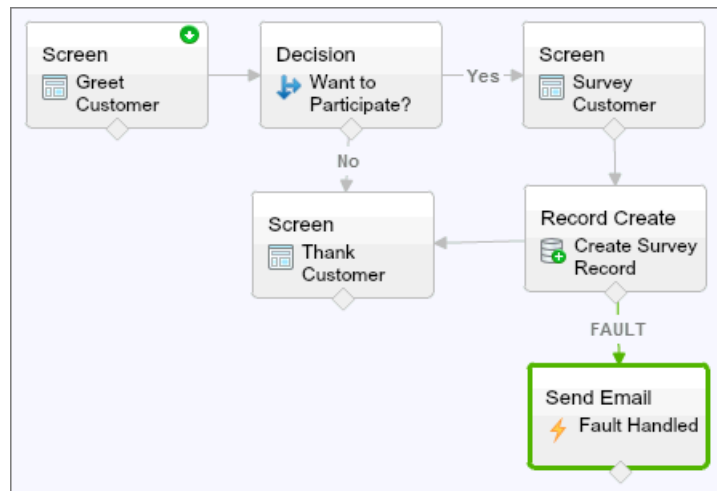 Screen
Greet
Customer
Decision
Want to
Participate?
Yes
Screen
Survey
Customer
No
Screen
Thank
Customer
Record Create
Create Survey
Record
FAULT
Send Email
Fault Handled